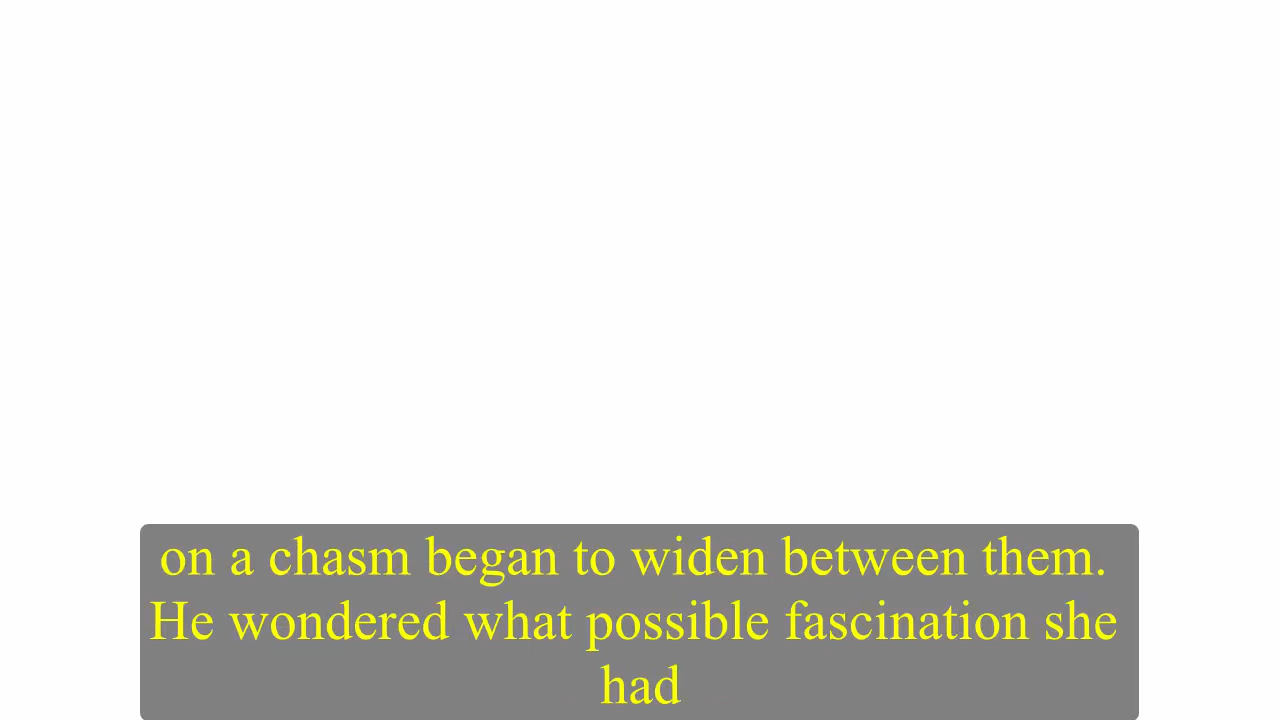 on a chasm began to widen between them.
He wondered what possible fascination she
had